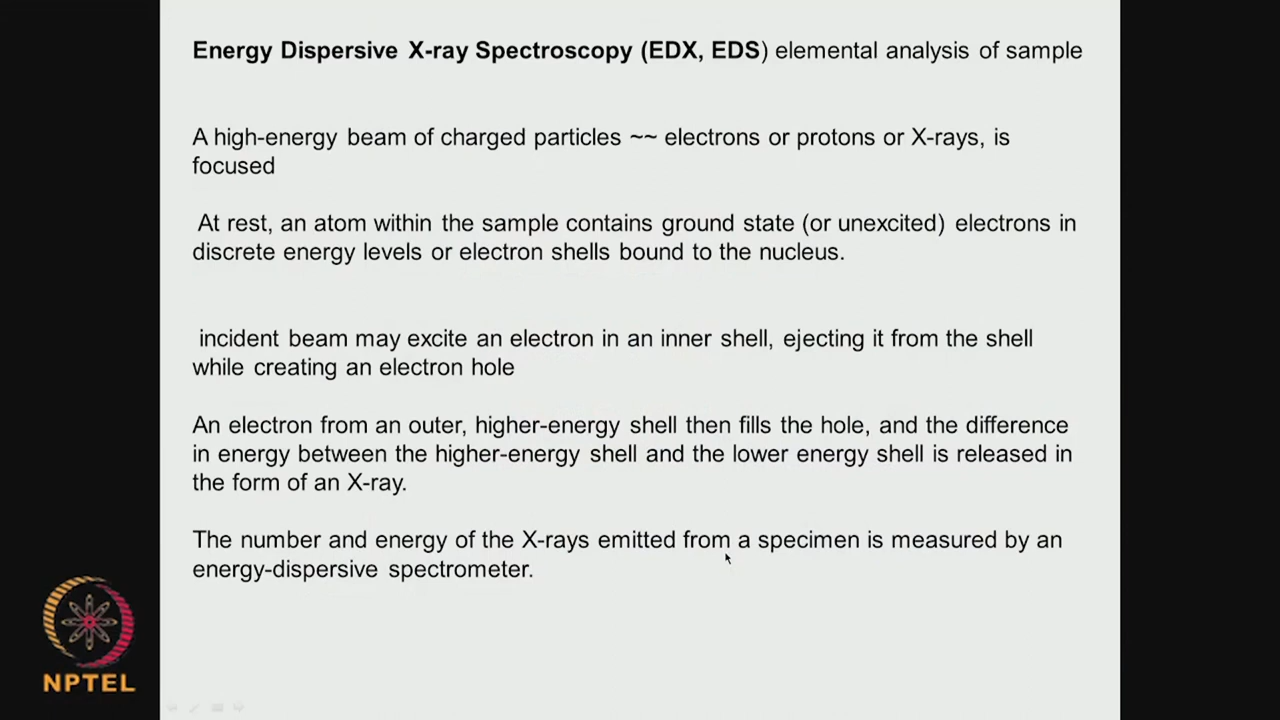 Energy Dispersive X-ray Spectroscopy (EDX, EDS) elemental analysis of sample
A high-energy beam of charged particles ~~ electrons or protons or X-rays, is
focused
At rest, an atom within the sample contains ground state (or unexcited) electrons in
discrete energy levels or electron shells bound to the nucleus.
incident beam may excite an electron in an inner shell, ejecting it from the shell
while creating an electron hole
An electron from an outer, higher-energy shell then fills the hole, and the difference
in energy between the higher-energy shell and the lower energy shell is released in
the form of an X-ray.
The number and energy of the X-rays emitted from a specimen is measured by an
energy-dispersive spectrometer.
NPTEL